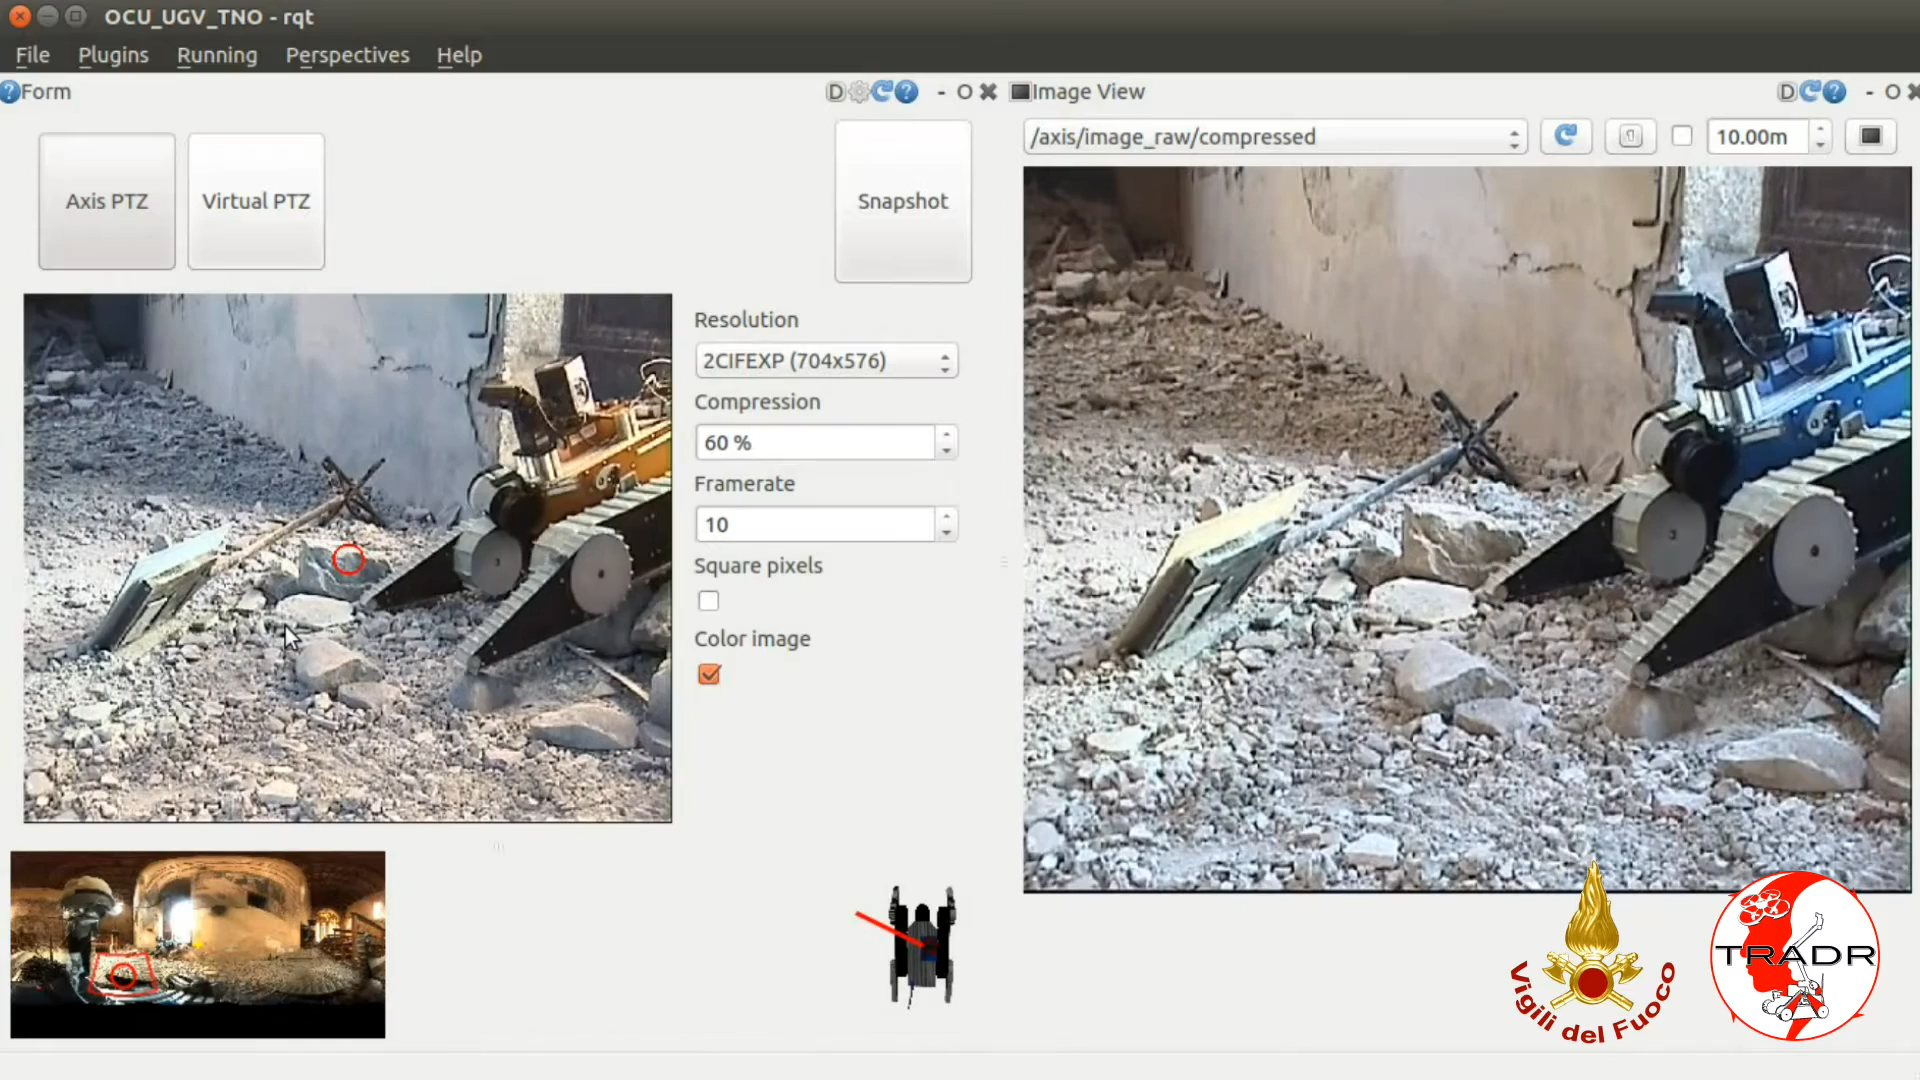 OCU_UGV_TNO - rqt
File Plugins Running Perspectives Help
Form
D ? - O ✖
Image View
D ? - O ✖
Axis PTZ
Virtual PTZ
Snapshot
/axis/image_raw/compressed
10.00m
Resolution
2CIFEXP (704x576)
Compression
60 %
Framerate
10
Square pixels
Color image
Vigili del Fuoco
TRADR